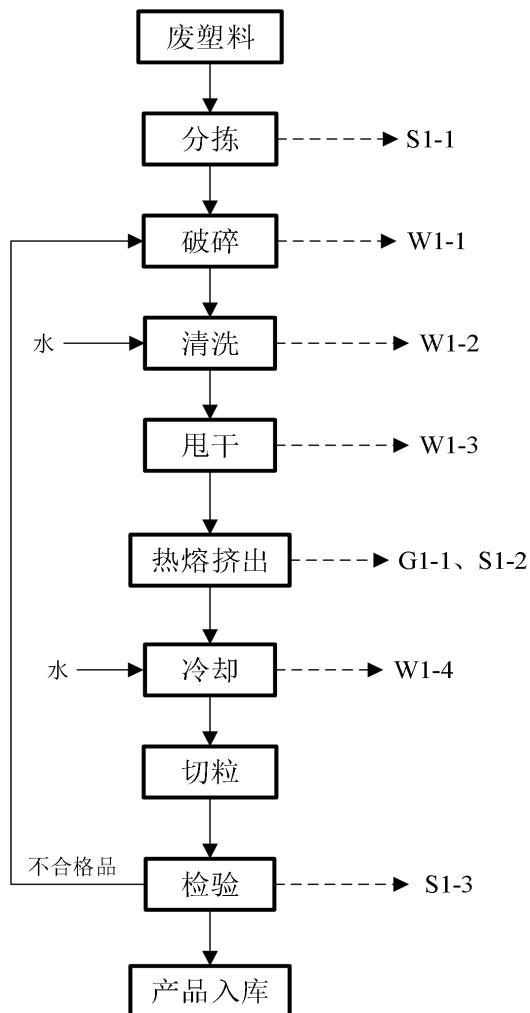 废塑料
分拣
S1-1
破碎
W1-1
水
清洗
W1-2
甩干
W1-3
热熔挤出
G1-1、S1-2
水
冷却
W1-4
切粒
不合格品
检验
S1-3
产品入库